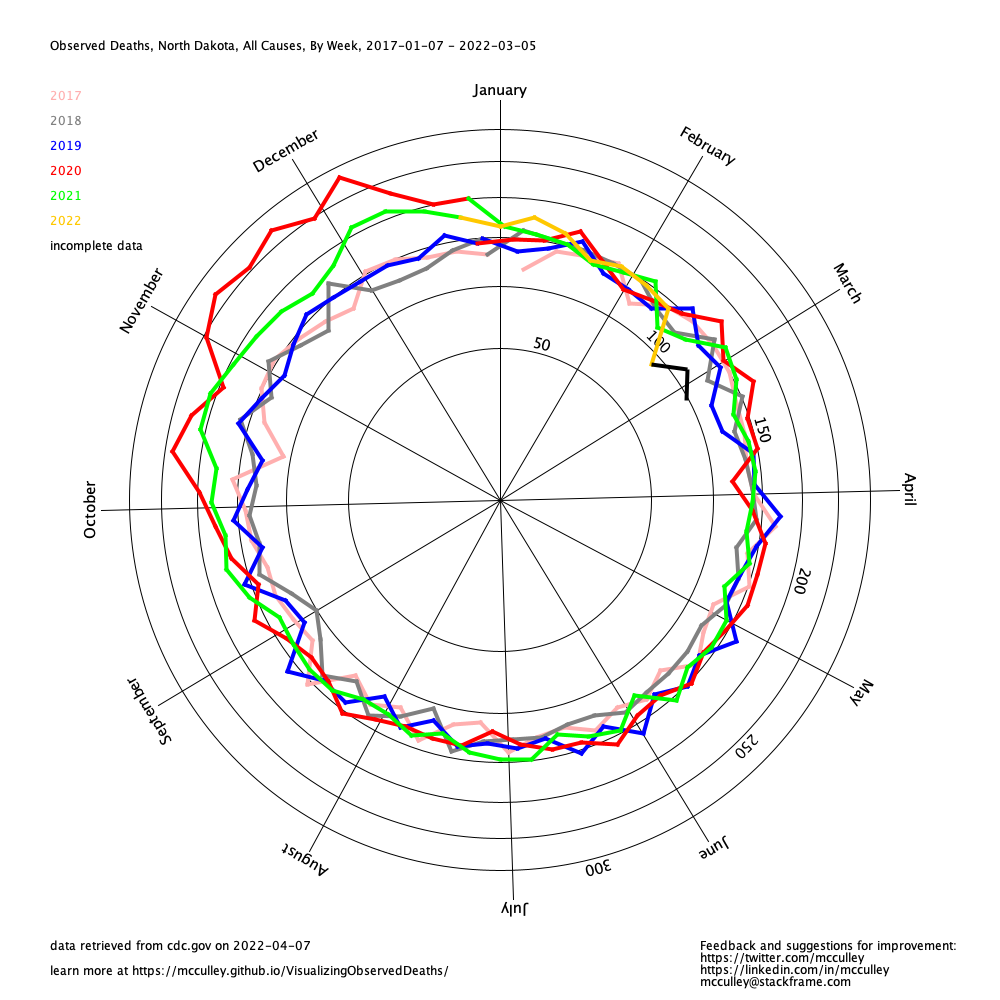 Observed Deaths, North Dakota, All Causes, By Week, 2017-01-07 - 2022-03-05
2017
2018
2019
2020
2021
2022
incomplete data
January
February
March
April
May
June
July
August
September
October
November
December
50
100
150
200
250
300
data retrieved from cdc.gov on 2022-04-07
learn more at https://mcculley.github.io/VisualizingObservedDeaths/
Feedback and suggestions for improvement:
https://twitter.com/mcculley
https://linkedin.com/in/mcculley
mcculley@stackframe.com